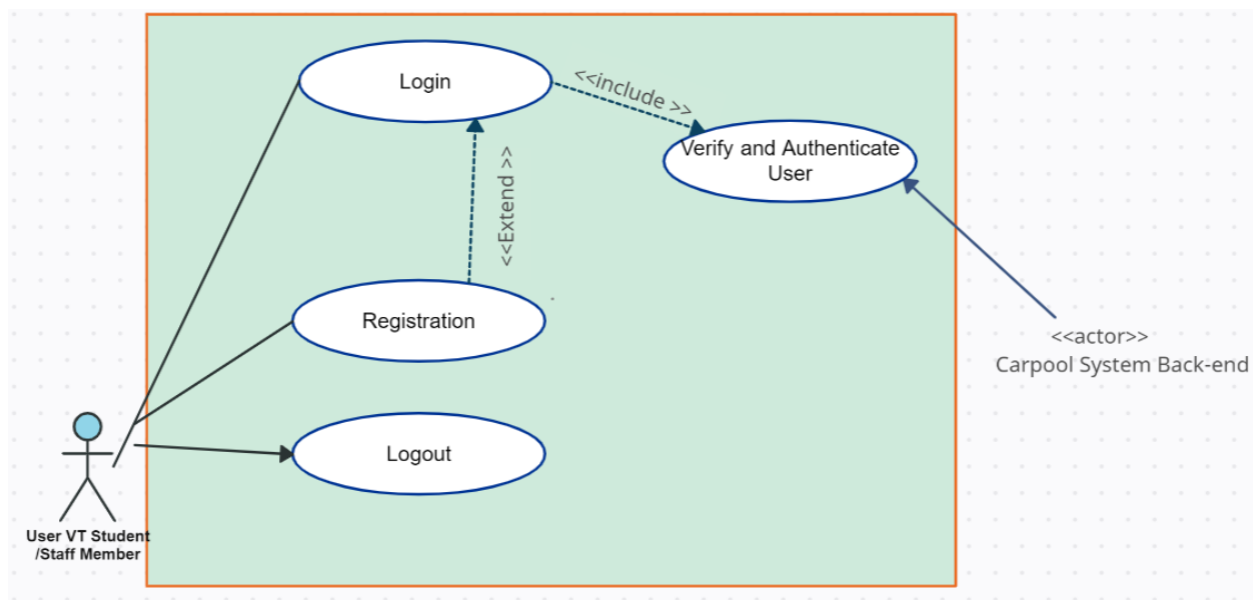 Login
<<include >>
Verify and Authenticate
User
<<Extend >>
Registration
<<actor>>
Carpool System Back-end
Logout
User VT Student
/Staff Member